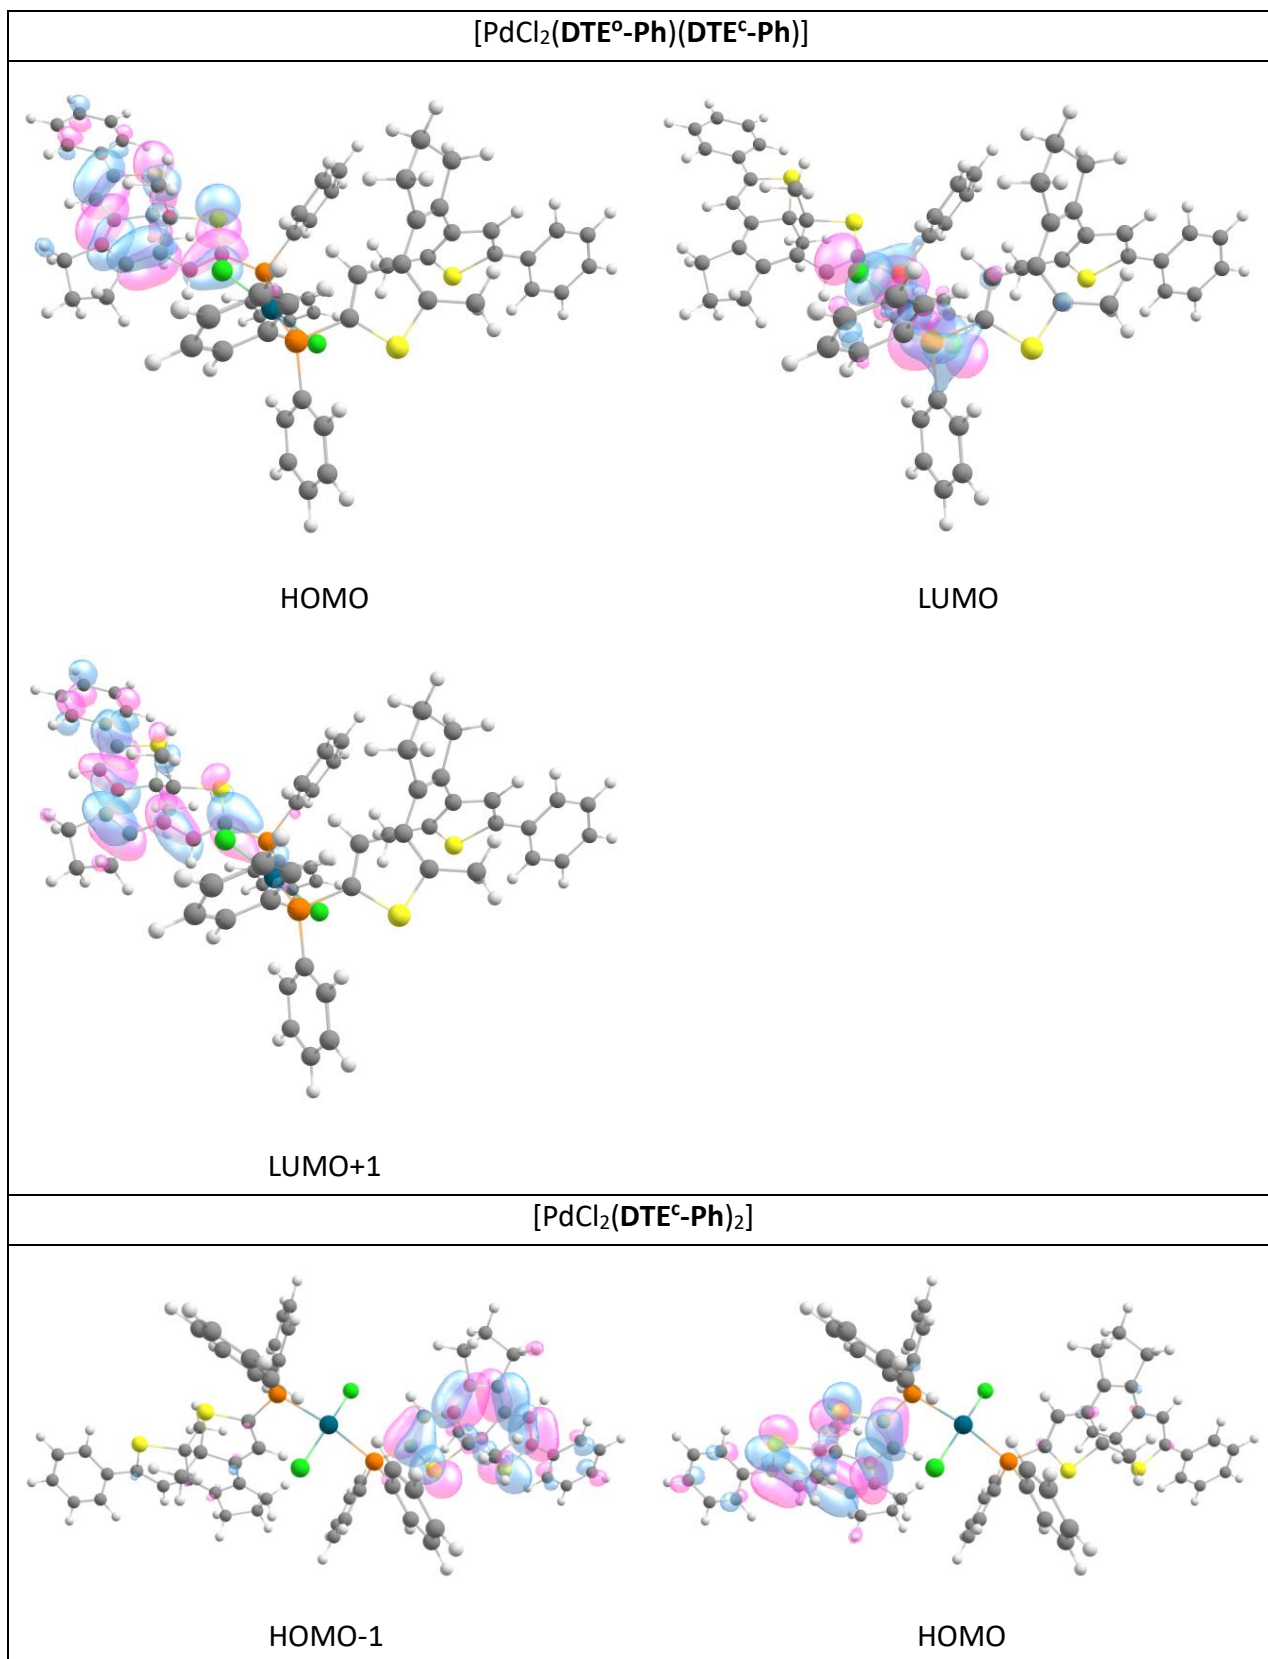 [PdCl₂(DTEᵒ-Ph)(DTEᶜ-Ph)]
HOMO LUMO
LUMO+1
[PdCl₂(DTEᶜ-Ph)₂]
HOMO-1 HOMO